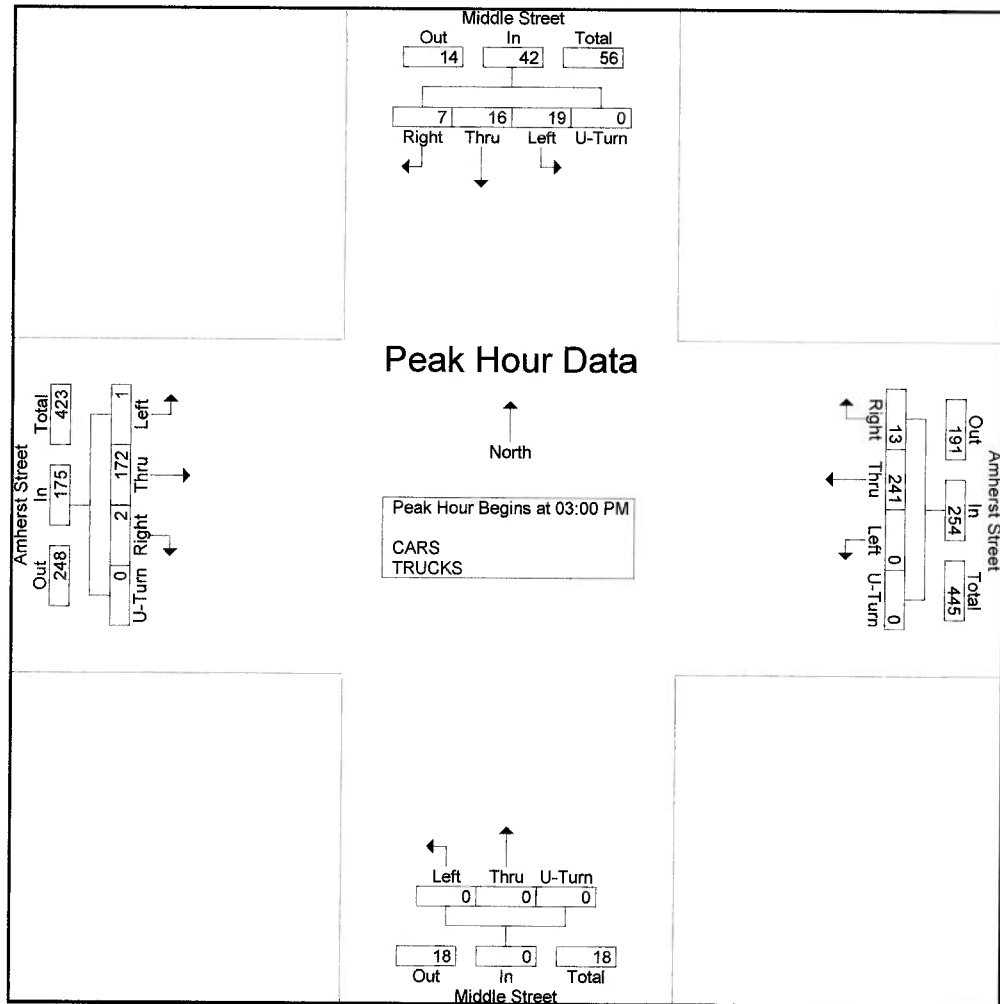 Middle Street
Out In Total
14 42 56
7 16 19 0
Right Thru Left U-Turn
Peak Hour Data
North
Peak Hour Begins at 03:00 PM
CARS
TRUCKS
Amherst Street
Total In Out
423 175 248
1 172 2 0
Left Thru Right U-Turn
Amherst Street
Out In Total
191 254 445
13 241 0 0
Right Thru Left U-Turn
Left Thru U-Turn
0 0 0
18 0 18
Out In Total
Middle Street